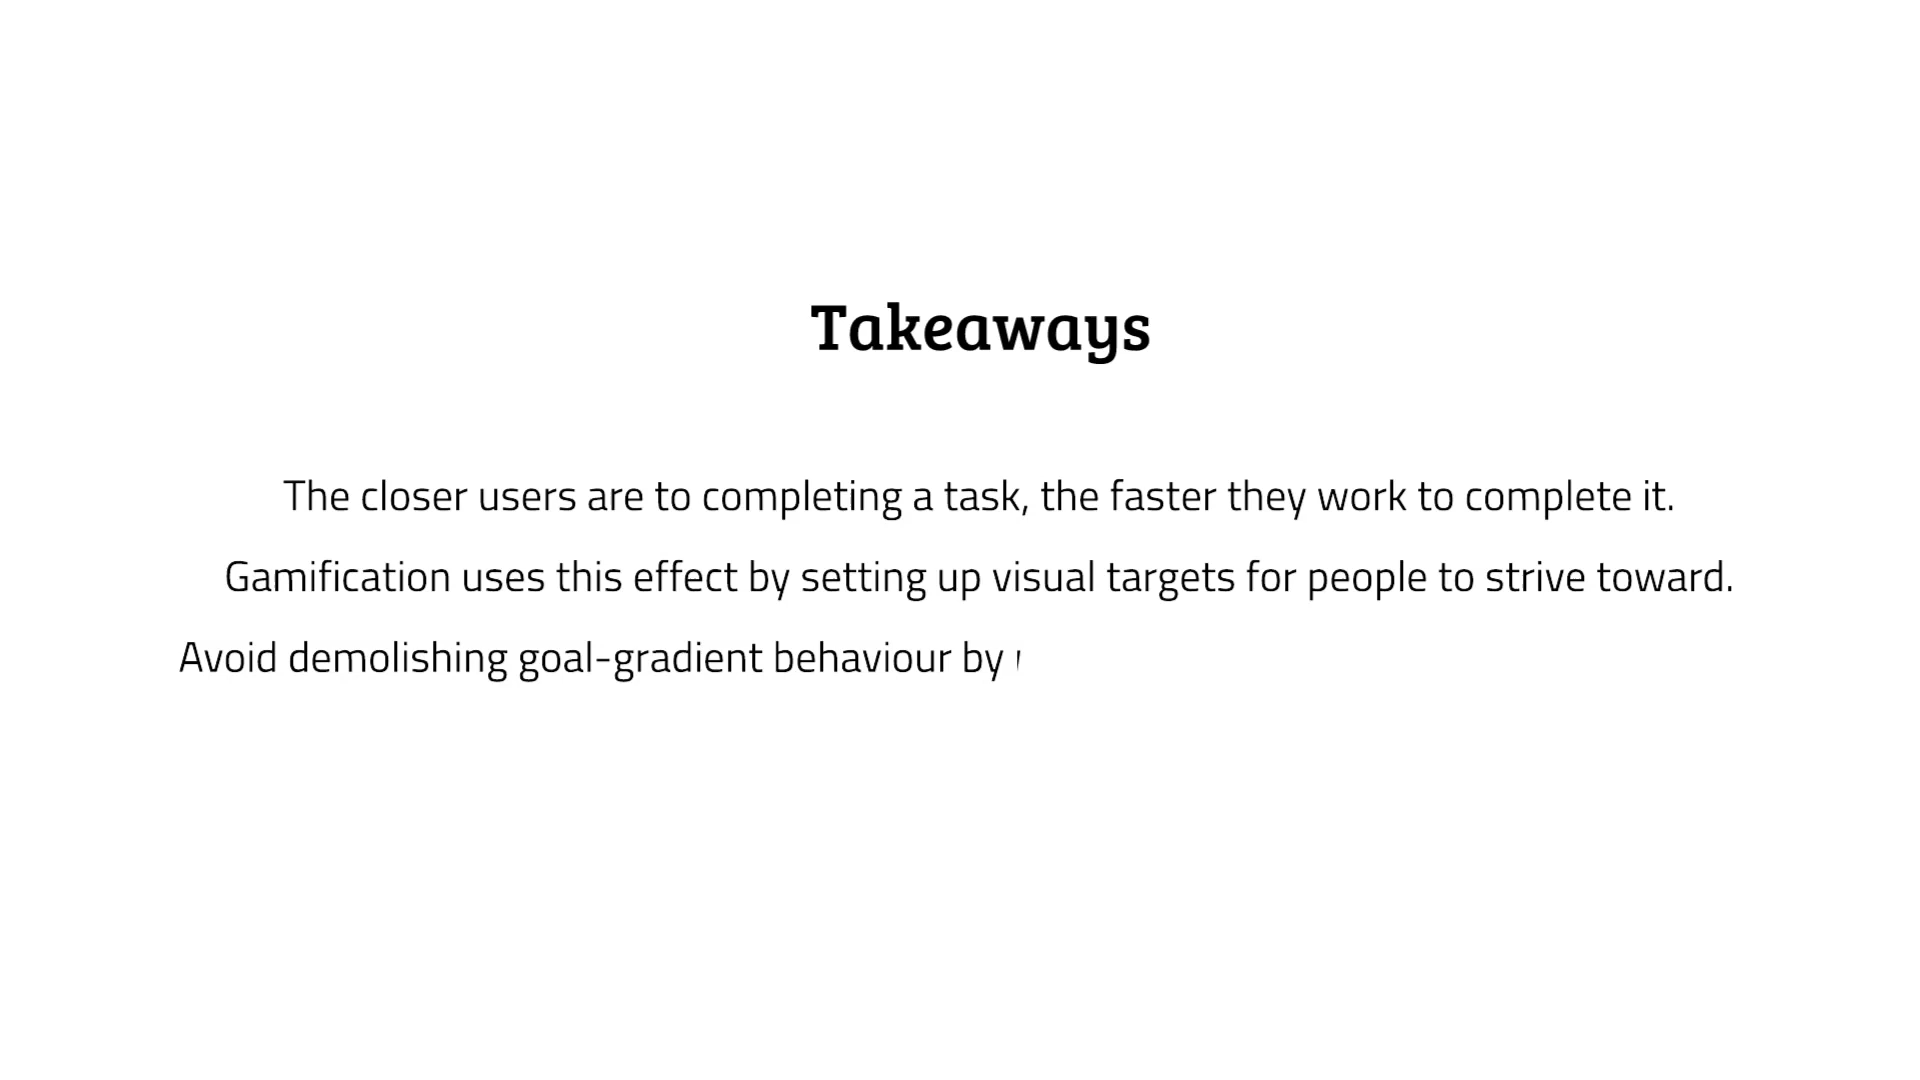 Takeaways
The closer users are to completing a task, the faster they work to complete it.
Gamification uses this effect by setting up visual targets for people to strive toward.
Avoid demolishing goal-gradient behaviour by